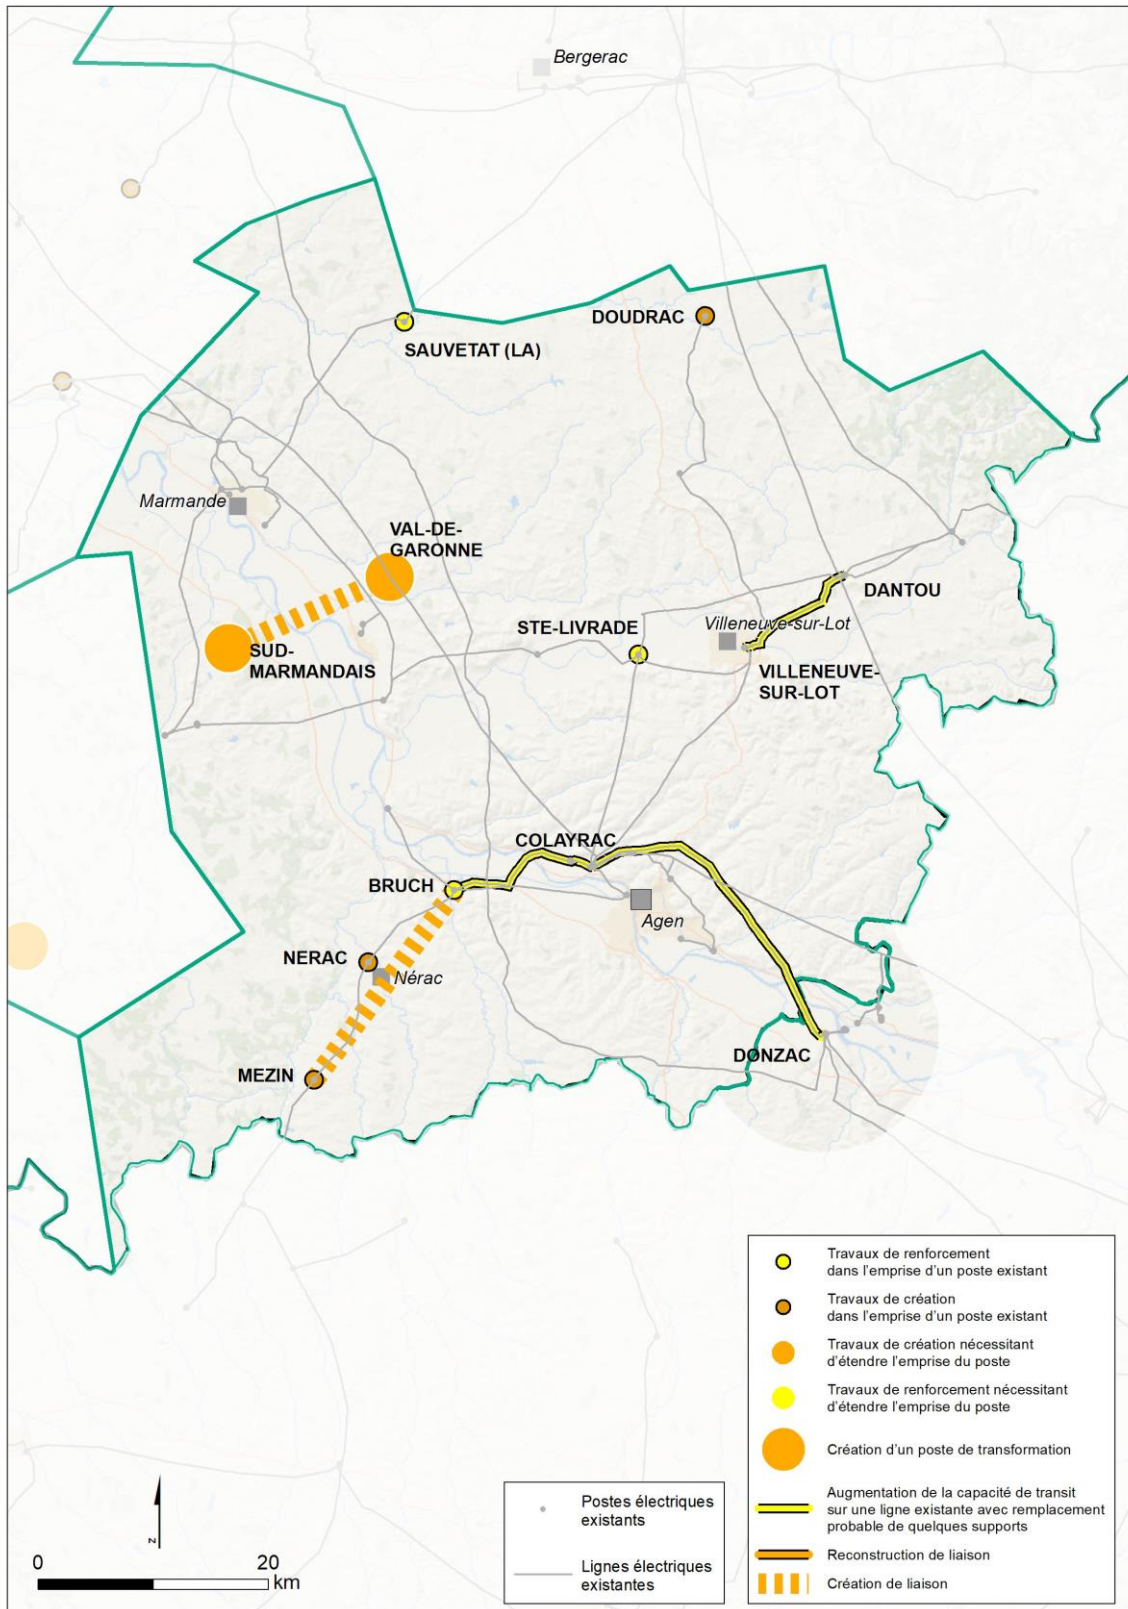 Bergerac
DOUDRAC
SAUVETAT (LA)
Marmande
VAL-DE-
GARONNE
DANTOU
STE-LIVRADE
Villeneuve-sur-Lot
SUD-
MARMANDAIS
VILLENEUVE-
SUR-LOT
COLAYRAC
BRUCH
Agen
NERAC
Nérac
DONZAC
MEZIN
Travaux de renforcement
dans l'emprise d'un poste existant
Travaux de création
dans l'emprise d'un poste existant
Travaux de création nécessitant
d'étendre l'emprise du poste
Travaux de renforcement nécessitant
d'étendre l'emprise du poste
Création d'un poste de transformation
Augmentation de la capacité de transit
sur une ligne existante avec remplacement
probable de quelques supports
Reconstruction de liaison
Création de liaison
Postes électriques
existants
Lignes électriques
existantes
N
0 20
km